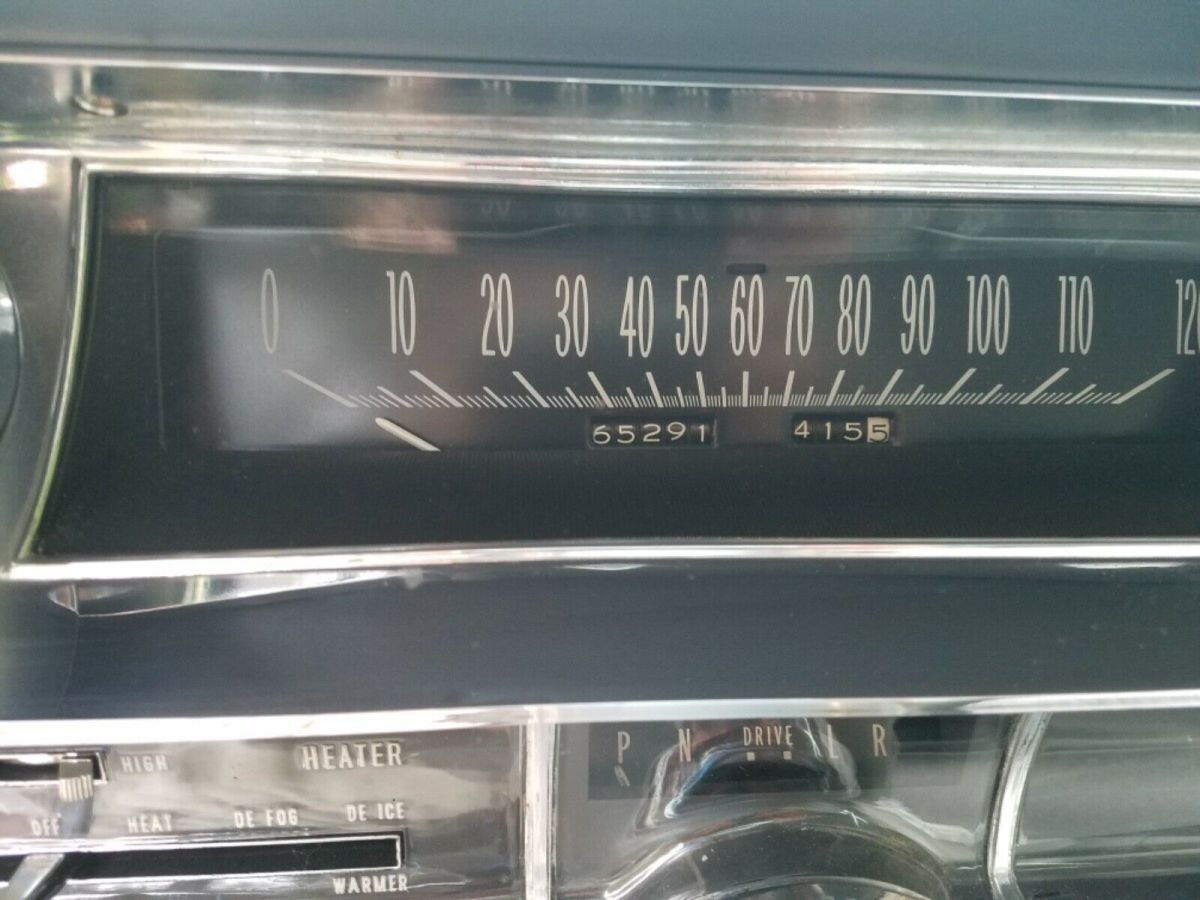 0 10 20 30 40 50 60 70 80 90 100 110 120
65291 4155
HIGH HEATER
OFF HEAT DE FOG DE ICE
WARMER
P N DRIVE L R